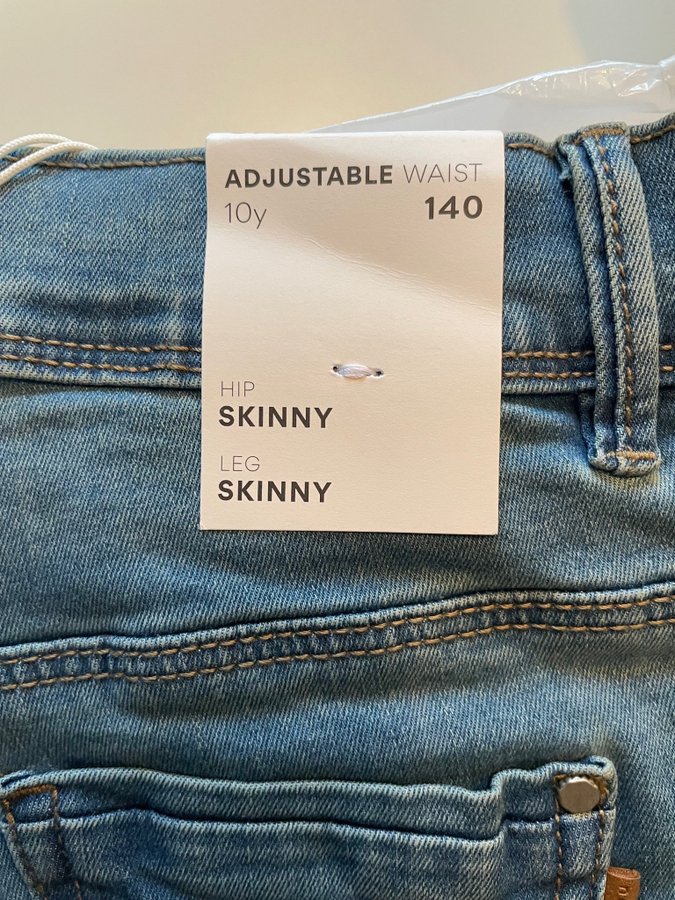 ADJUSTABLE WAIST
10y 140
HIP
SKINNY
LEG
SKINNY